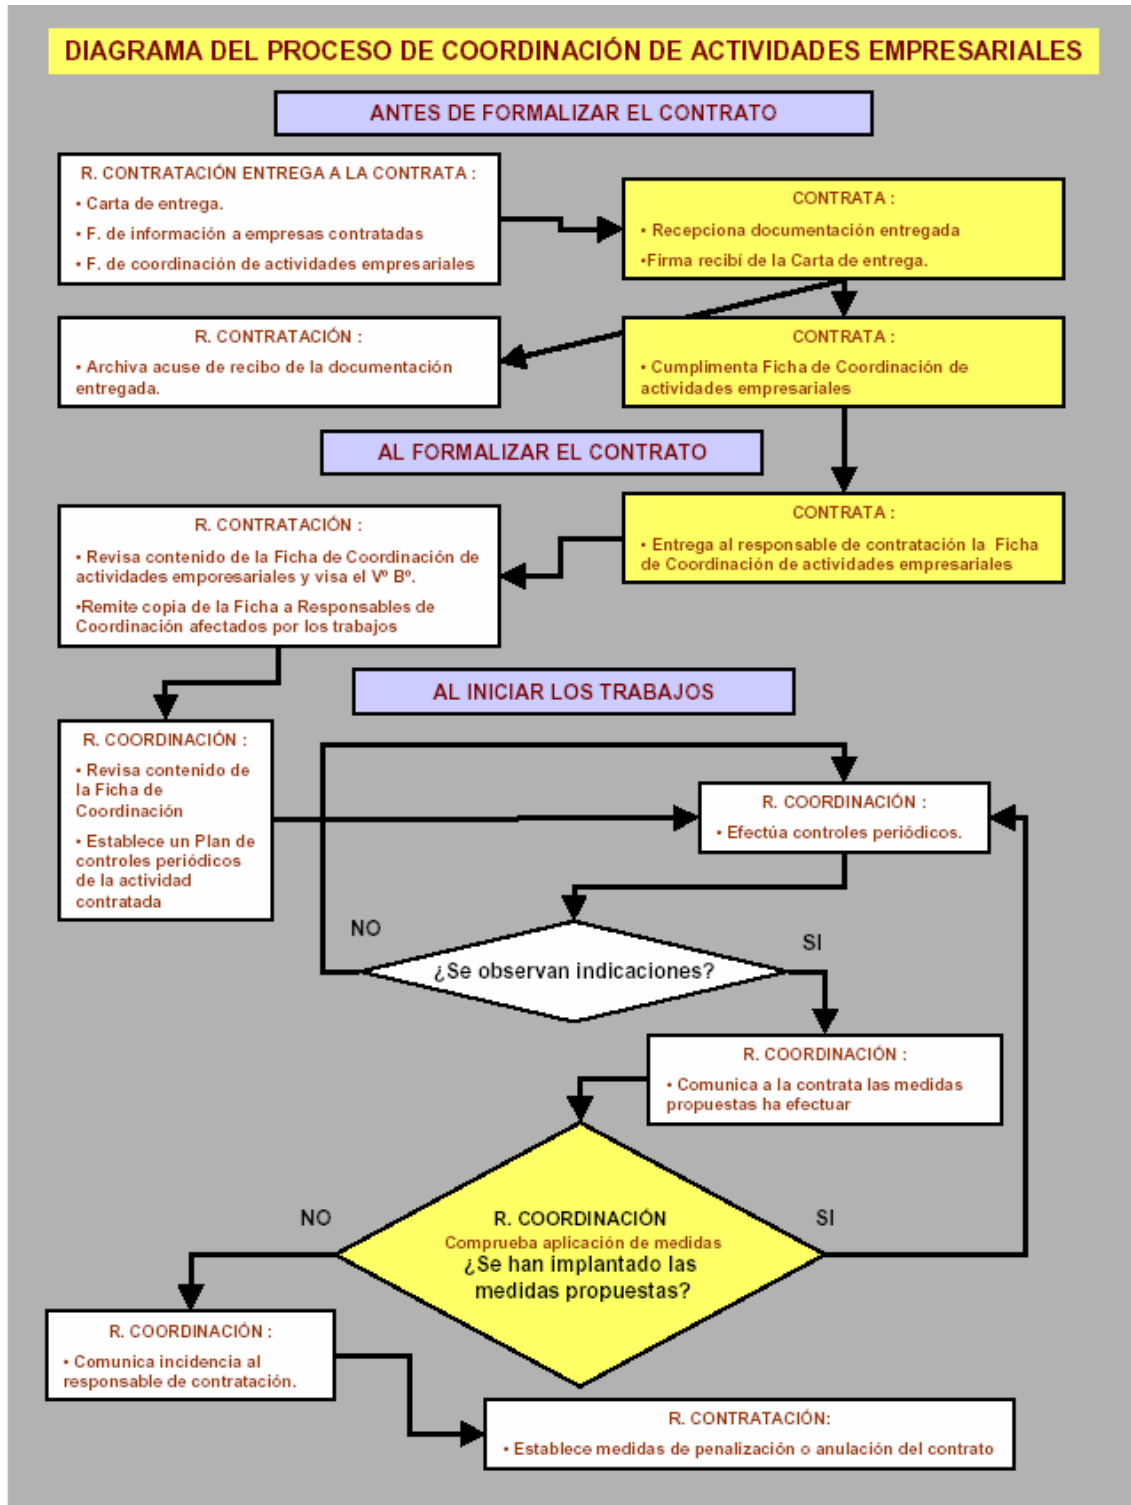 DIAGRAMA DEL PROCESO DE COORDINACIÓN DE ACTIVIDADES EMPRESARIALES
ANTES DE FORMALIZAR EL CONTRATO
R. CONTRATACIÓN ENTREGA A LA CONTRATA :
• Carta de entrega.
• F. de información a empresas contratadas
• F. de coordinación de actividades empresariales
CONTRATA :
• Recepciona documentación entregada
•Firma recibí de la Carta de entrega.
R. CONTRATACIÓN :
• Archiva acuse de recibo de la documentación
entregada.
CONTRATA :
• Cumplimenta Ficha de Coordinación de
actividades empresariales
AL FORMALIZAR EL CONTRATO
CONTRATA :
• Entrega al responsable de contratación la Ficha
de Coordinación de actividades empresariales
R. CONTRATACIÓN :
• Revisa contenido de la Ficha de Coordinación de
actividades emporesariales y visa el Vº Bº.
•Remite copia de la Ficha a Responsables de
Coordinación afectados por los trabajos
AL INICIAR LOS TRABAJOS
R. COORDINACIÓN :
• Revisa contenido de
la Ficha de
Coordinación
• Establece un Plan de
controles periódicos
de la actividad
contratada
R. COORDINACIÓN :
• Efectúa controles periódicos.
NO
SI
¿Se observan indicaciones?
R. COORDINACIÓN :
• Comunica a la contrata las medidas
propuestas ha efectuar
NO
SI
R. COORDINACIÓN
Comprueba aplicación de medidas
¿Se han implantado las
medidas propuestas?
R. COORDINACIÓN :
• Comunica incidencia al
responsable de contratación.
R. CONTRATACIÓN:
• Establece medidas de penalización o anulación del contrato